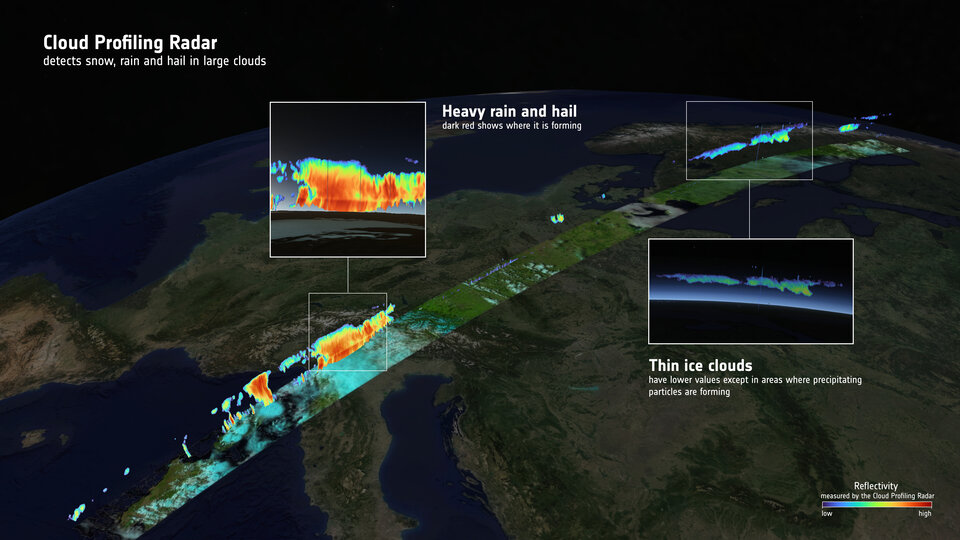 Cloud Profiling Radar
detects snow, rain and hail in large clouds
Heavy rain and hail
dark red shows where it is forming
Thin ice clouds
have lower values except in areas where precipitating
particles are forming
Reflectivity
measured by the Cloud Profiling Radar
low high